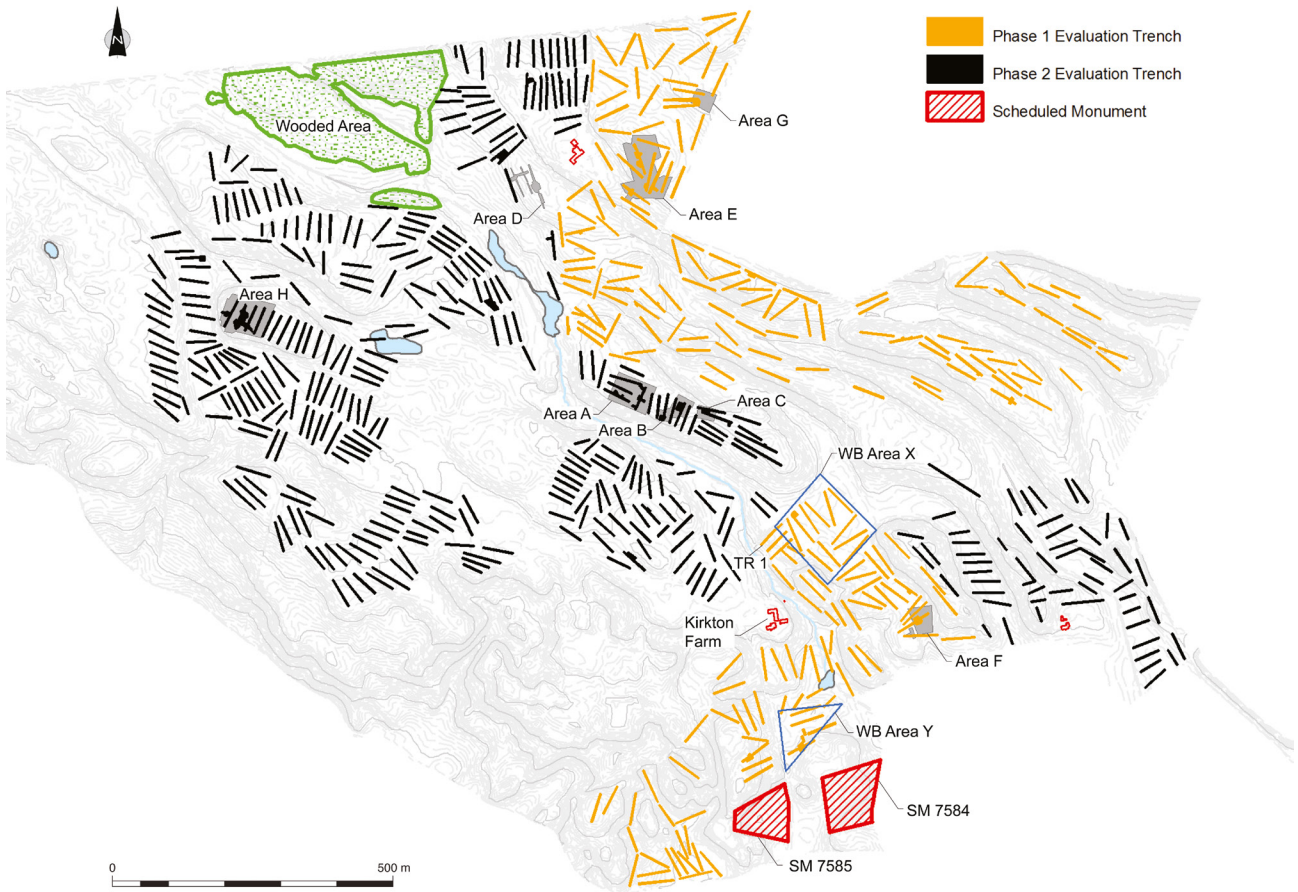 N
Phase 1 Evaluation Trench
Phase 2 Evaluation Trench
Scheduled Monument
Wooded Area
Area G
Area D
Area E
Area H
Area A
Area B
Area C
WB Area X
TR 1
Kirkton
Farm
Area F
WB Area Y
SM 7584
SM 7585
0
500 m